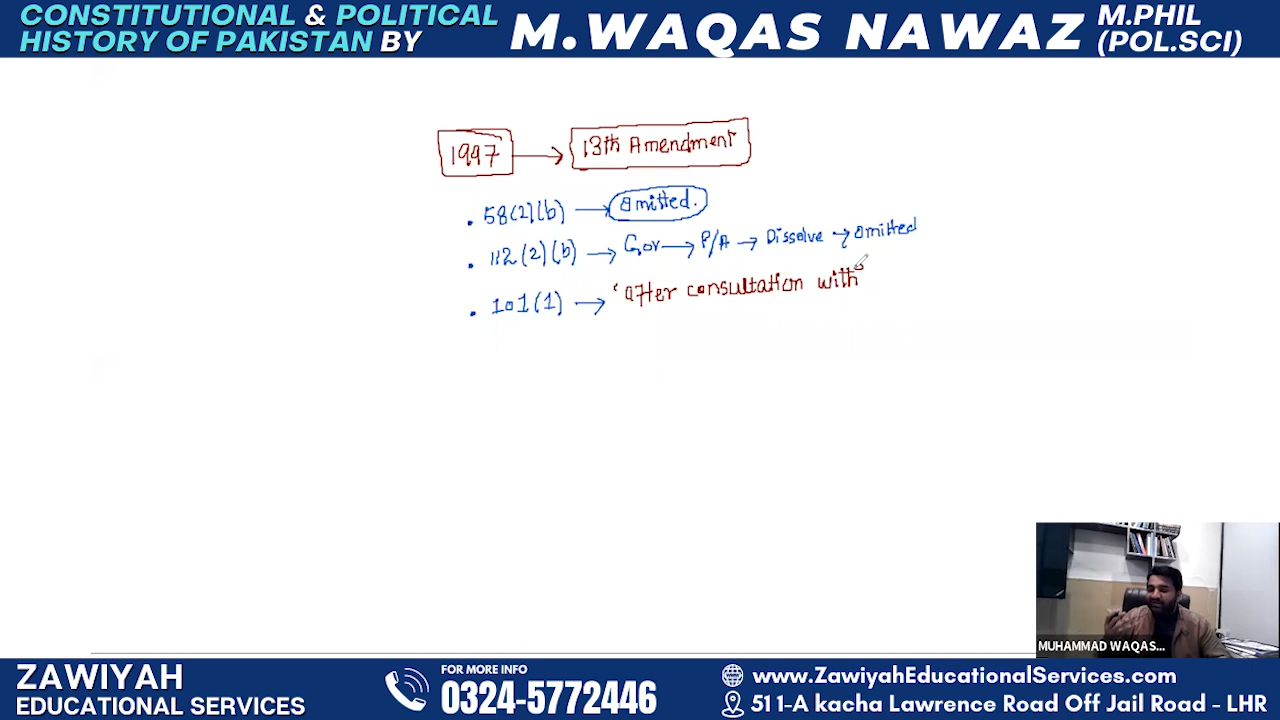 CONSTITUTIONAL & POLITICAL
HISTORY OF PAKISTAN BY
M.WAQAS NAWAZ
M.PHIL
(POL.SCI)
1997 → 13th Amendment
. 58(2)(b) → omitted.
. 112(2)(b) → Gov → P/A → Dissolve → omitted
. 101(1) → "after consultation with"
MUHAMMAD WAQAS...
ZAWIYAH
EDUCATIONAL SERVICES
FOR MORE INFO
0324-5772446
www.ZawiyahEducationalServices.com
511-A kacha Lawrence Road Off Jail Road - LHR